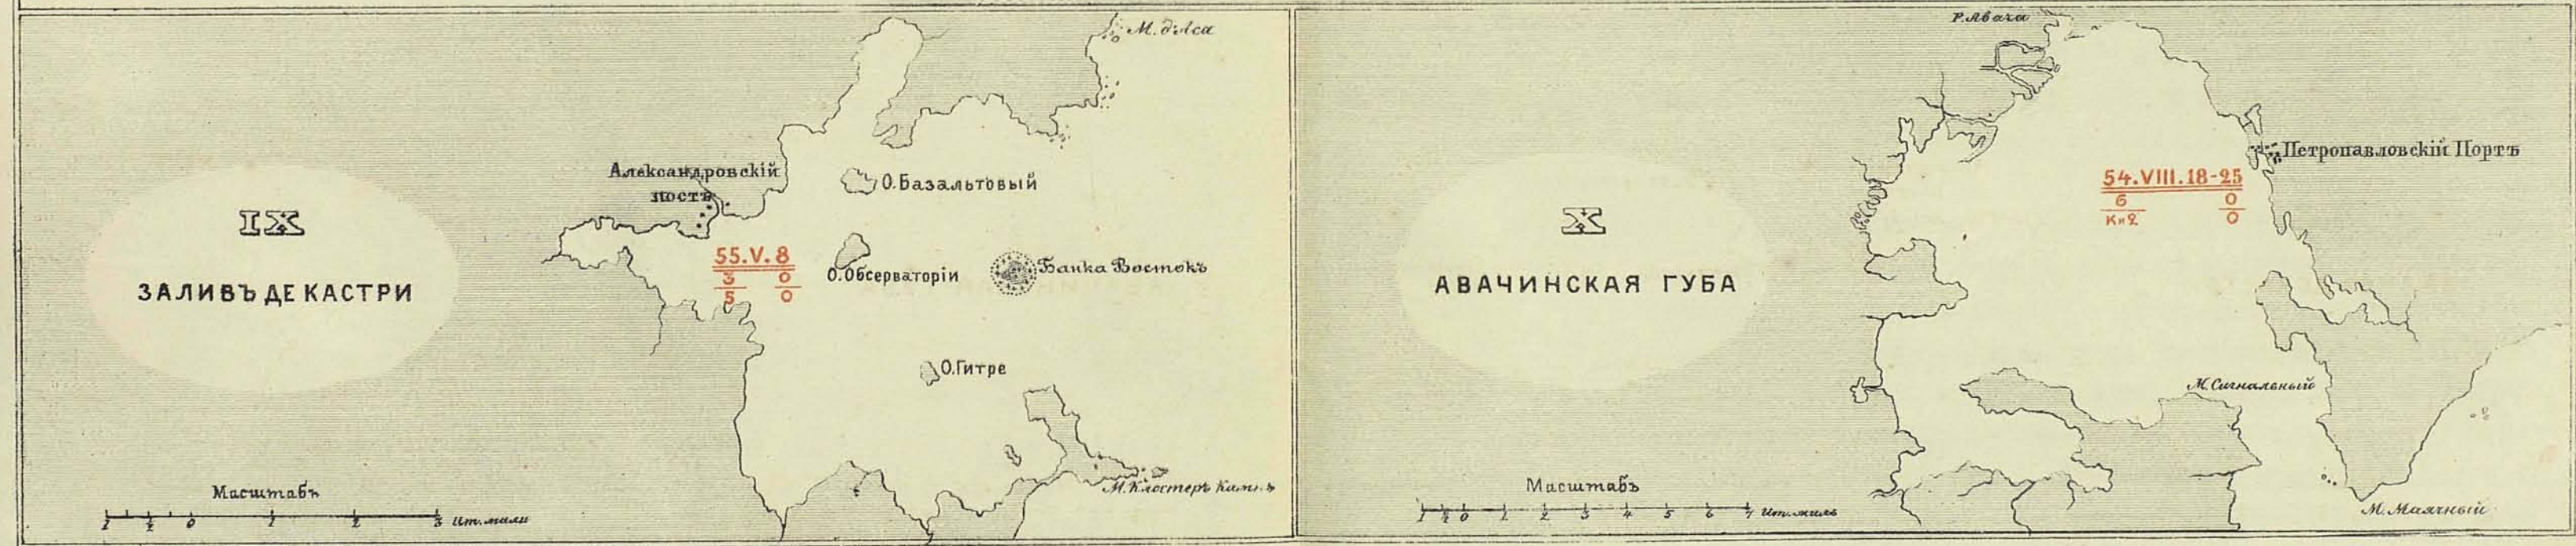 М. д'Аса
Александровскій
постъ
О. Базальтовый
IX
ЗАЛИВЪ ДЕ КАСТРИ
55.V.8
3 0
5 0
О. Обсерваторіи
Банка Востокъ
О. Гитре
М. Клостеръ Камнъ
Масштабъ
1 ½ 0 1 2 3 Ит. мили
Р. Авача
Петропавловскій Портъ
54.VIII.18-25
6 0
К и 2 0
X
АВАЧИНСКАЯ ГУБА
М. Сигнальный
М. Маячный
Масштабъ
1 ½ 0 1 2 3 4 5 6 7 Ит. миль